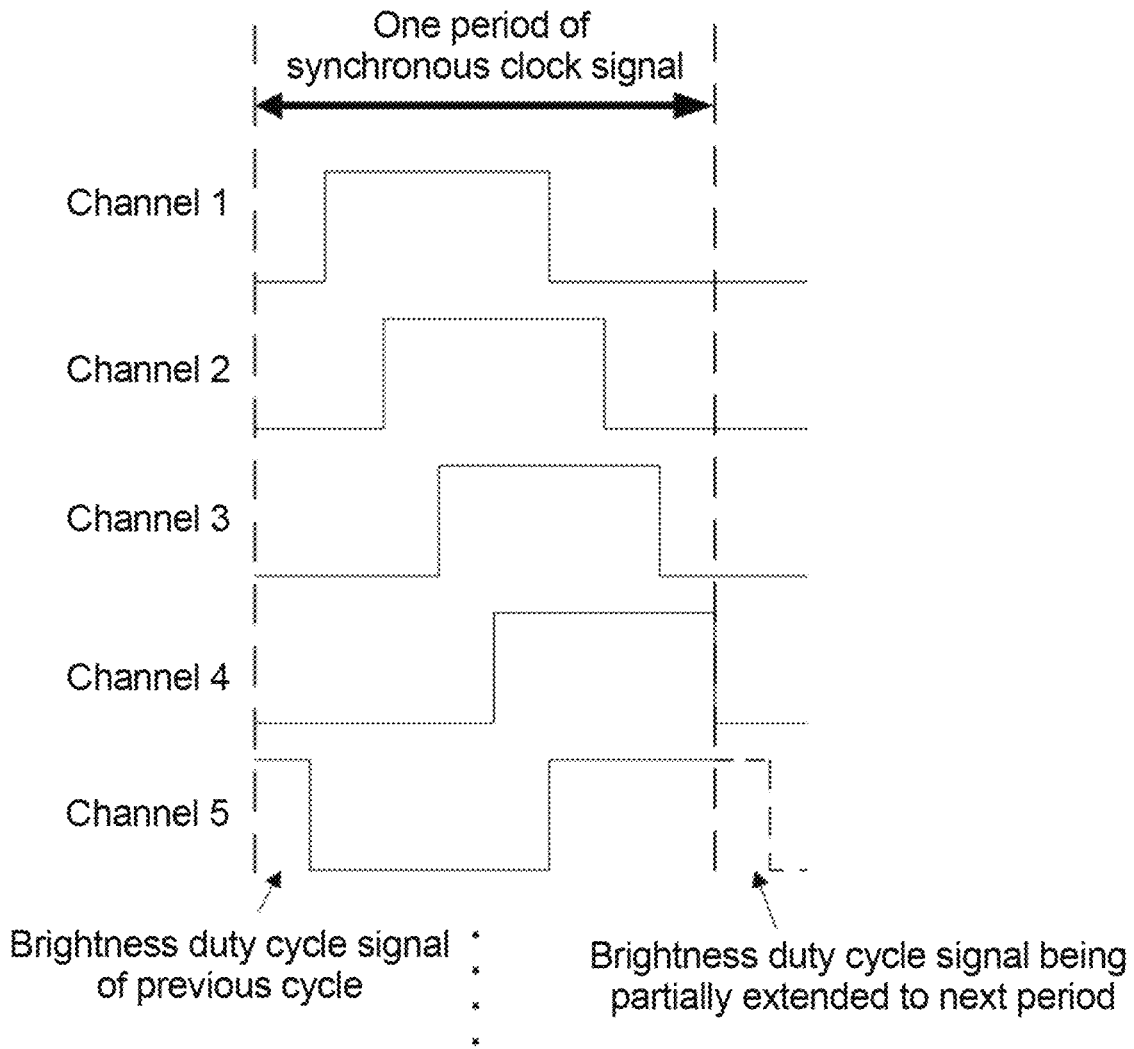 One period of
synchronous clock signal
Channel 1
Channel 2
Channel 3
Channel 4
Channel 5
Brightness duty cycle signal
of previous cycle
Brightness duty cycle signal being
partially extended to next period